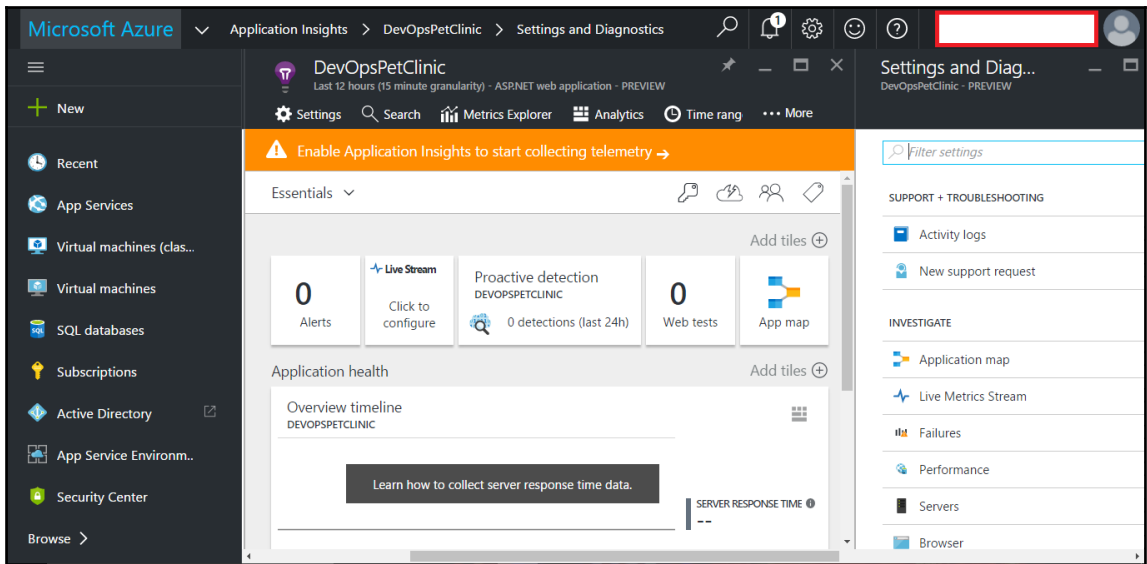 Microsoft Azure
Application Insights > DevOpsPetClinic > Settings and Diagnostics
1
New
Recent
App Services
Virtual machines (clas...
Virtual machines
SQL databases
Subscriptions
Active Directory
App Service Environm..
Security Center
Browse >
DevOpsPetClinic
Last 12 hours (15 minute granularity) - ASP.NET web application - PREVIEW
Settings Search Metrics Explorer Analytics Time rang ••• More
Enable Application Insights to start collecting telemetry →
Essentials
Add tiles
0
Alerts
Live Stream
Click to
configure
Proactive detection
DEVOPSPETCLINIC
0 detections (last 24h)
0
Web tests
App map
Application health
Add tiles
Overview timeline
DEVOPSPETCLINIC
Learn how to collect server response time data.
SERVER RESPONSE TIME
--
Settings and Diag...
DevOpsPetClinic - PREVIEW
Filter settings
SUPPORT + TROUBLESHOOTING
Activity logs
New support request
INVESTIGATE
Application map
Live Metrics Stream
Failures
Performance
Servers
Browser